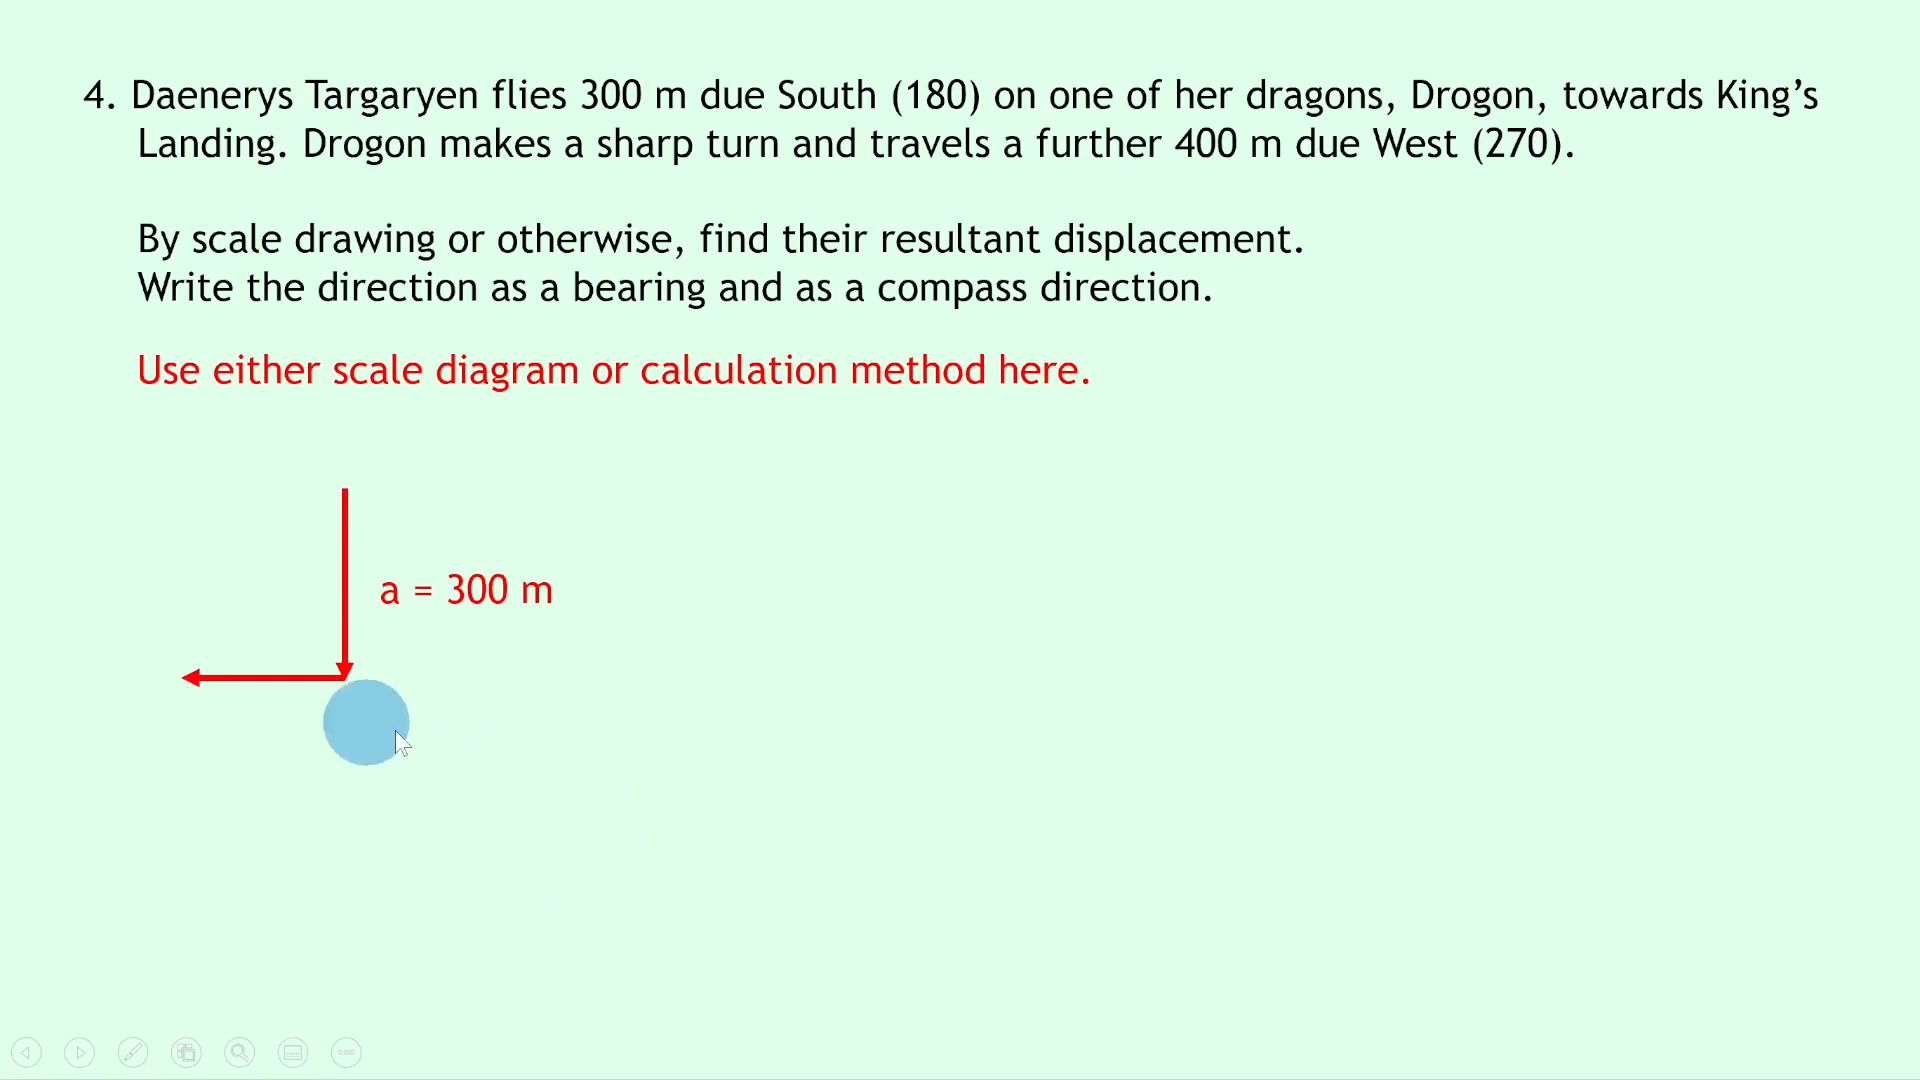 4. Daenerys Targaryen flies 300 m due South (180) on one of her dragons, Drogon, towards King’s
Landing. Drogon makes a sharp turn and travels a further 400 m due West (270).
By scale drawing or otherwise, find their resultant displacement.
Write the direction as a bearing and as a compass direction.
Use either scale diagram or calculation method here.
a = 300 m